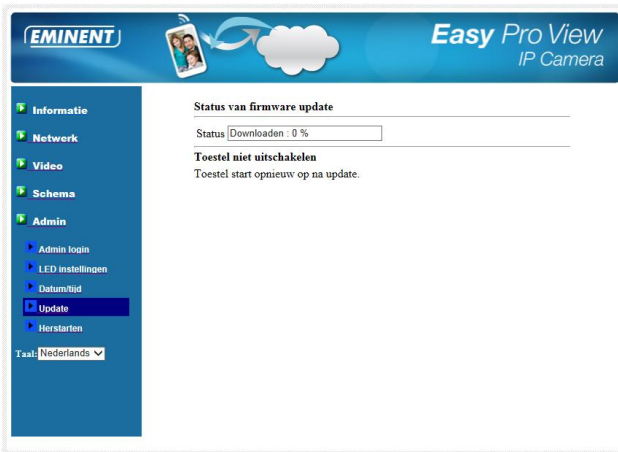 EMINENT
Easy Pro View
IP Camera
Informatie
Netwerk
Video
Schema
Admin
Admin login
LED instellingen
Datum/tijd
Update
Herstarten
Taal: Nederlands
Status van firmware update
Status Downloaden : 0 %
Toestel niet uitschakelen
Toestel start opnieuw op na update.